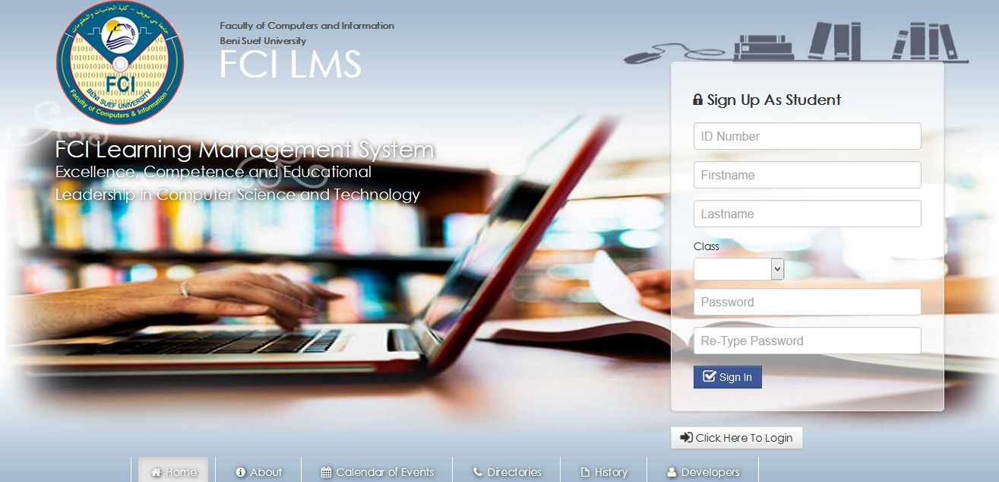 جامعة بنى سويف - كلية الحاسبات والمعلومات
FCI
BENI SUEF UNIVERSITY
Faculty of Computers & Information
Faculty of Computers and Information
Beni Suef University
FCI LMS
FCI Learning Management System
Excellence, Competence and Educational
Leadership in Computer Science and Technology
Sign Up As Student
ID Number
Firstname
Lastname
Class
Password
Re-Type Password
Sign In
Click Here To Login
Home About Calendar of Events Directories History Developers